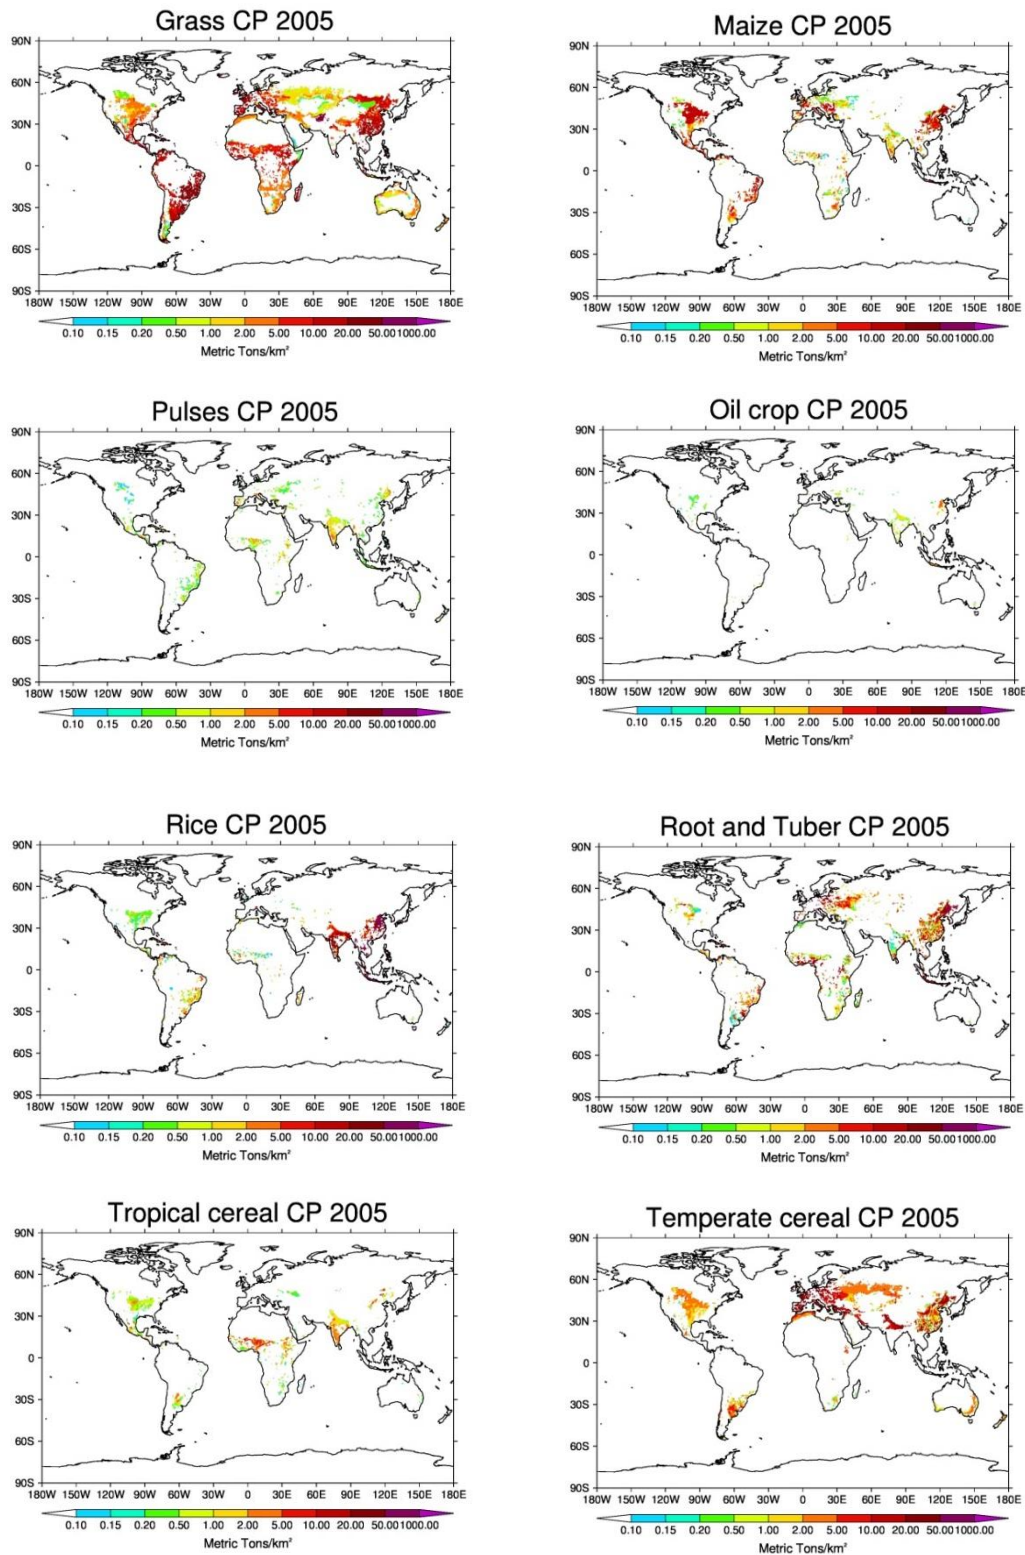 Grass CP 2005
90N
60N
30N
0
30S
60S
90S
180W 150W 120W 90W 60W 30W 0 30E 60E 90E 120E 150E 180E
0.10 0.15 0.20 0.50 1.00 2.00 5.00 10.00 20.00 50.00 1000.00
Metric Tons/km²
Maize CP 2005
90N
60N
30N
0
30S
60S
90S
180W 150W 120W 90W 60W 30W 0 30E 60E 90E 120E 150E 180E
0.10 0.15 0.20 0.50 1.00 2.00 5.00 10.00 20.00 50.00 1000.00
Metric Tons/km²
Pulses CP 2005
90N
60N
30N
0
30S
60S
90S
180W 150W 120W 90W 60W 30W 0 30E 60E 90E 120E 150E 180E
0.10 0.15 0.20 0.50 1.00 2.00 5.00 10.00 20.00 50.00 1000.00
Metric Tons/km²
Oil crop CP 2005
90N
60N
30N
0
30S
60S
90S
180W 150W 120W 90W 60W 30W 0 30E 60E 90E 120E 150E 180E
0.10 0.15 0.20 0.50 1.00 2.00 5.00 10.00 20.00 50.00 1000.00
Metric Tons/km²
Rice CP 2005
90N
60N
30N
0
30S
60S
90S
180W 150W 120W 90W 60W 30W 0 30E 60E 90E 120E 150E 180E
0.10 0.15 0.20 0.50 1.00 2.00 5.00 10.00 20.00 50.00 1000.00
Metric Tons/km²
Root and Tuber CP 2005
90N
60N
30N
0
30S
60S
90S
180W 150W 120W 90W 60W 30W 0 30E 60E 90E 120E 150E 180E
0.10 0.15 0.20 0.50 1.00 2.00 5.00 10.00 20.00 50.00 1000.00
Metric Tons/km²
Tropical cereal CP 2005
90N
60N
30N
0
30S
60S
90S
180W 150W 120W 90W 60W 30W 0 30E 60E 90E 120E 150E 180E
0.10 0.15 0.20 0.50 1.00 2.00 5.00 10.00 20.00 50.00 1000.00
Metric Tons/km²
Temperate cereal CP 2005
90N
60N
30N
0
30S
60S
90S
180W 150W 120W 90W 60W 30W 0 30E 60E 90E 120E 150E 180E
0.10 0.15 0.20 0.50 1.00 2.00 5.00 10.00 20.00 50.00 1000.00
Metric Tons/km²